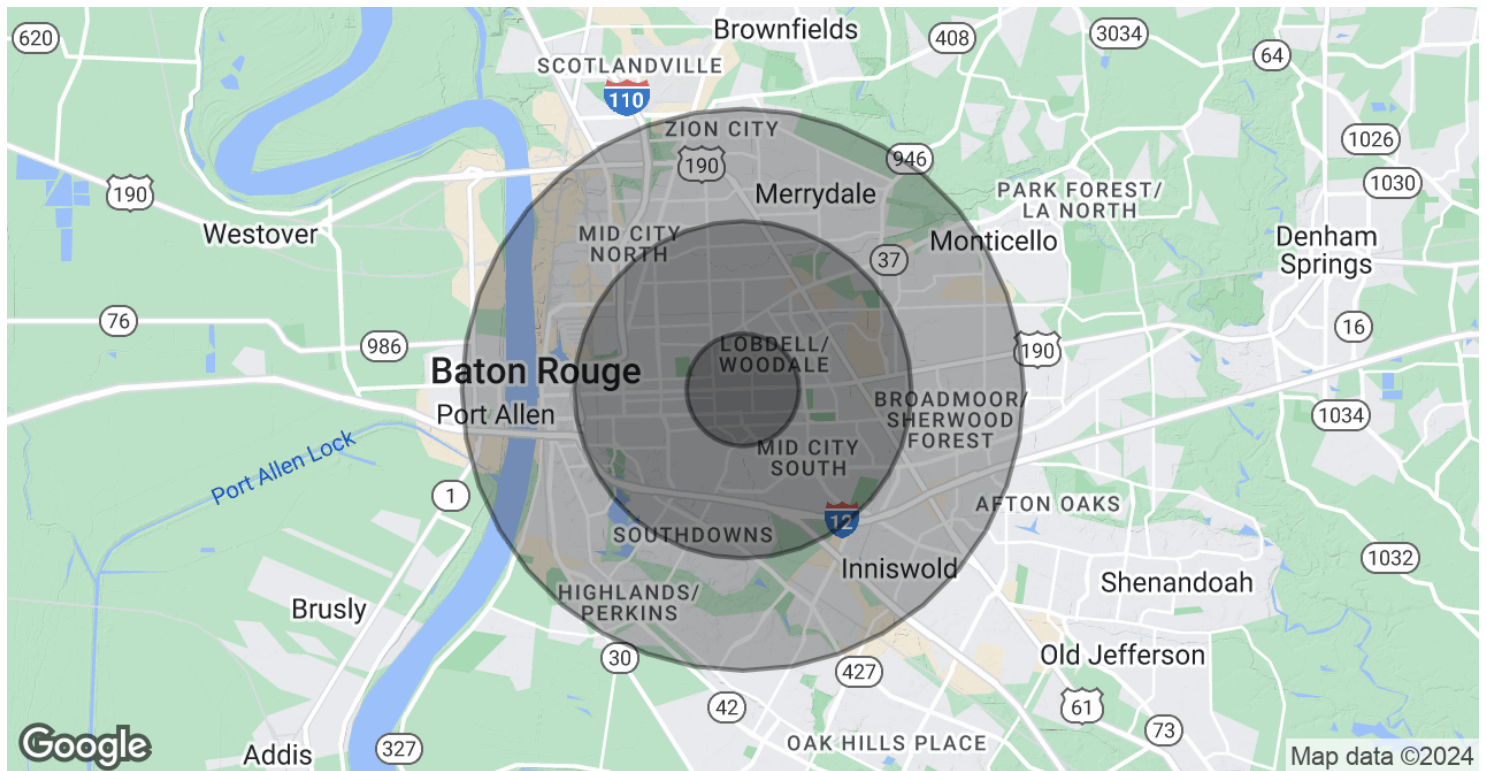 620
Brownfields
408
3034
64
SCOTLANDVILLE
110
ZION CITY
190
946
1026
1030
190
Merrydale
PARK FOREST/
LA NORTH
Westover
MID CITY
NORTH
Monticello
Denham
Springs
37
76
986
16
190
LOBDELL/
WOODALE
Baton Rouge
Port Allen
BROADMOOR/
SHERWOOD
FOREST
1034
MID CITY
SOUTH
Port Allen Lock
1
12
AFTON OAKS
SOUTHDOWNS
1032
Inniswold
Shenandoah
HIGHLANDS/
PERKINS
Brusly
30
427
Old Jefferson
42
61
73
327
OAK HILLS PLACE
Google
Addis
Map data ©2024